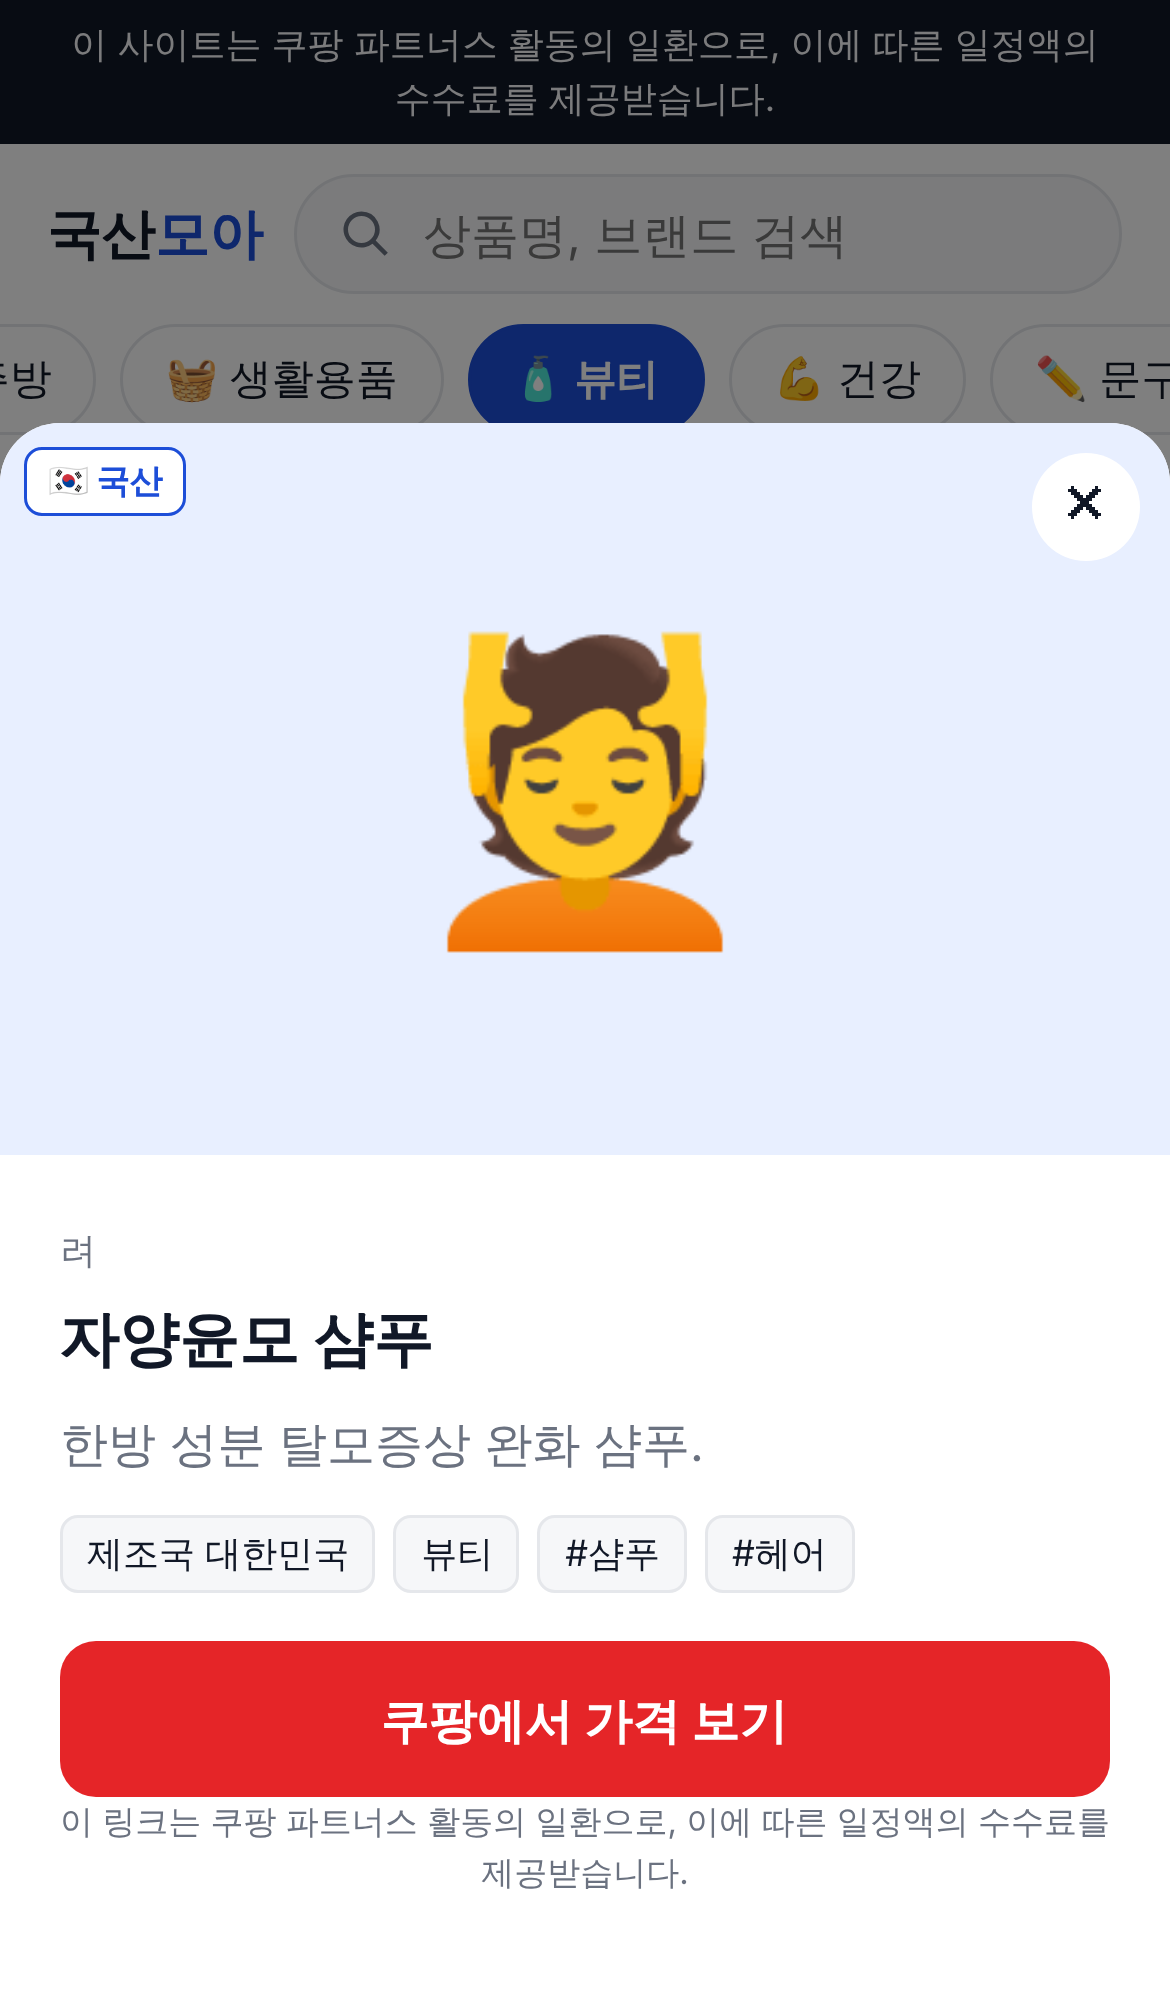 이 사이트는 쿠팡 파트너스 활동의 일환으로, 이에 따른 일정액의
수수료를 제공받습니다.
국산모아
상품명, 브랜드 검색
생활용품
뷰티
건강
국산
려
자양윤모 샴푸
한방 성분 탈모증상 완화 샴푸.
제조국 대한민국
뷰티
#샴푸
#헤어
쿠팡에서 가격 보기
이 링크는 쿠팡 파트너스 활동의 일환으로, 이에 따른 일정액의 수수료를
제공받습니다.